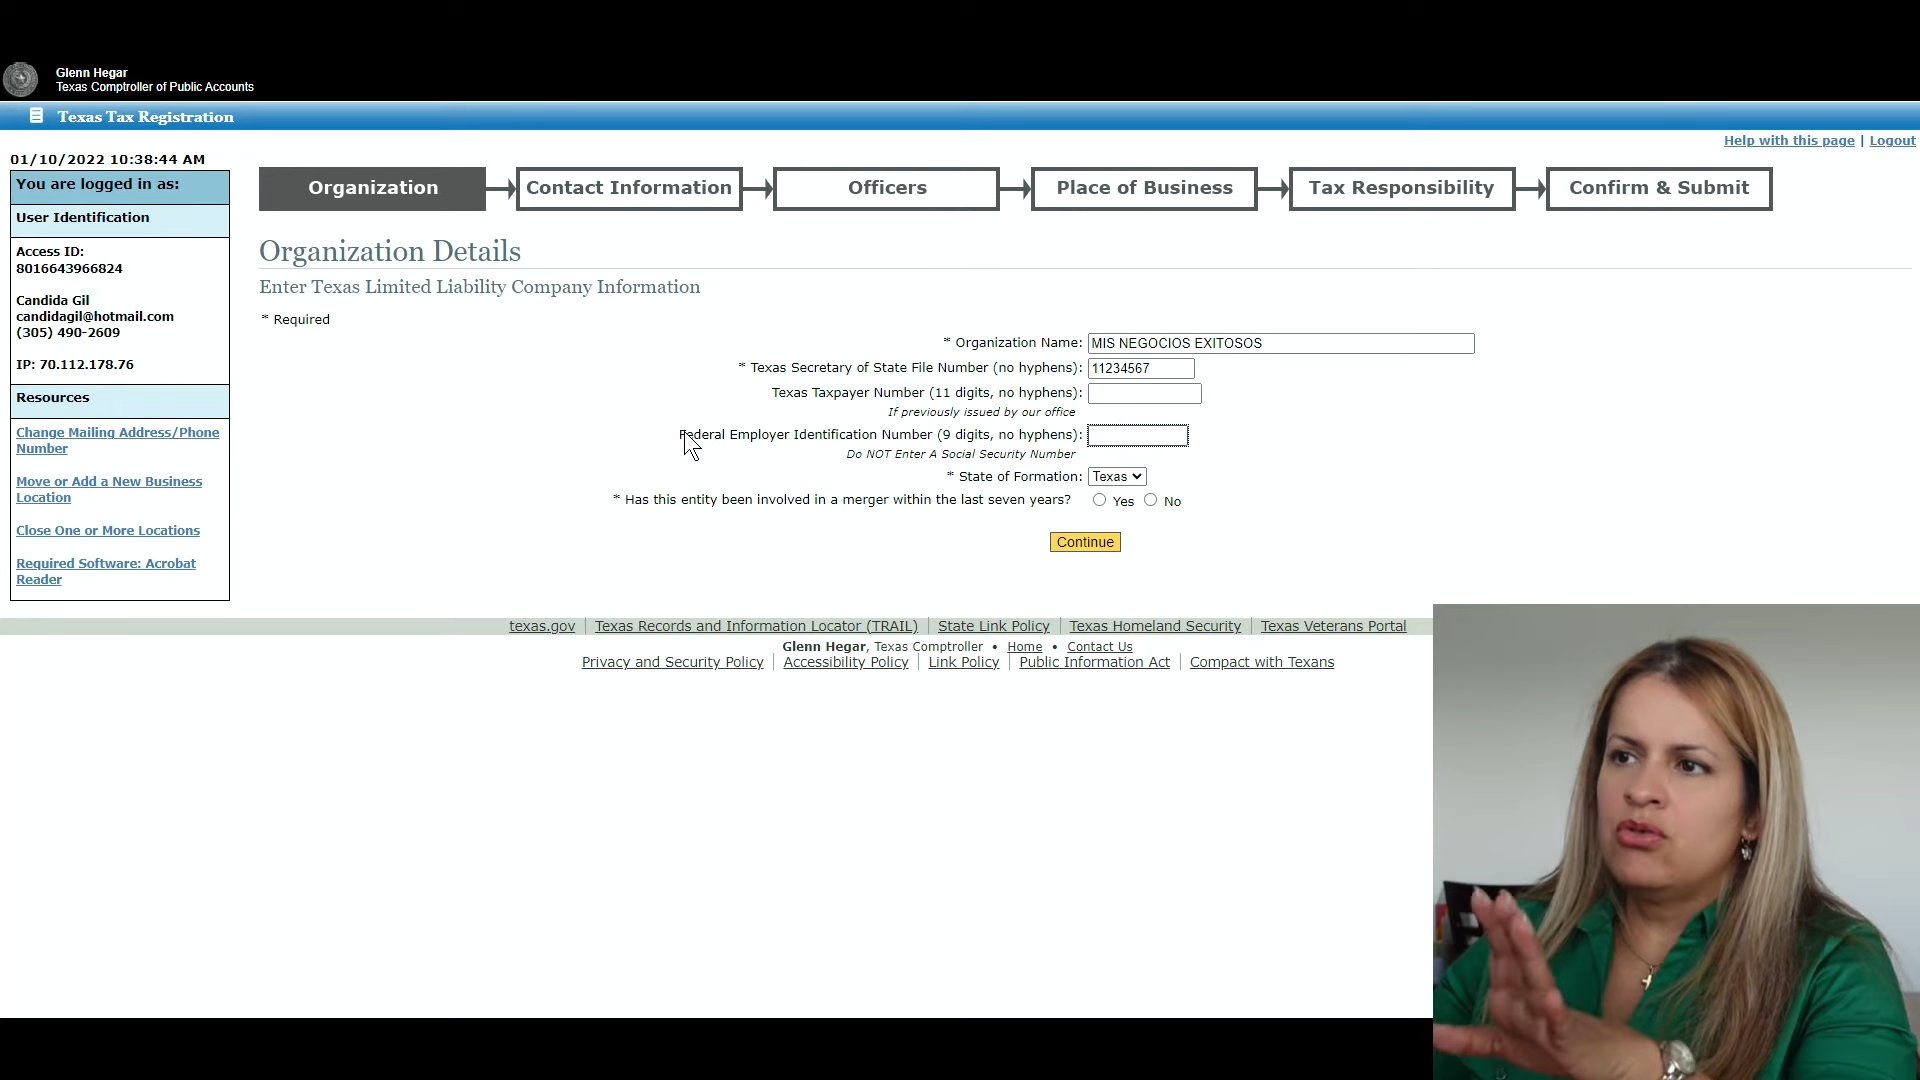 Glenn Hegar
Texas Comptroller of Public Accounts
Texas Tax Registration
Help with this page | Logout
01/10/2022 10:38:44 AM
You are logged in as:
User Identification
Access ID:
8016643966824
Candida Gil
candidagil@hotmail.com
(305) 490-2609
IP: 70.112.178.76
Resources
Change Mailing Address/Phone
Number
Move or Add a New Business
Location
Close One or More Locations
Required Software: Acrobat
Reader
Organization
Contact Information
Officers
Place of Business
Tax Responsibility
Confirm & Submit
Organization Details
Enter Texas Limited Liability Company Information
* Required
* Organization Name: MIS NEGOCIOS EXITOSOS
* Texas Secretary of State File Number (no hyphens): 11234567
Texas Taxpayer Number (11 digits, no hyphens):
If previously issued by our office
Federal Employer Identification Number (9 digits, no hyphens):
Do NOT Enter A Social Security Number
* State of Formation: Texas
* Has this entity been involved in a merger within the last seven years? Yes No
Continue
texas.gov | Texas Records and Information Locator (TRAIL) | State Link Policy | Texas Homeland Security | Texas Veterans Portal
Glenn Hegar, Texas Comptroller • Home • Contact Us
Privacy and Security Policy | Accessibility Policy | Link Policy | Public Information Act | Compact with Texans